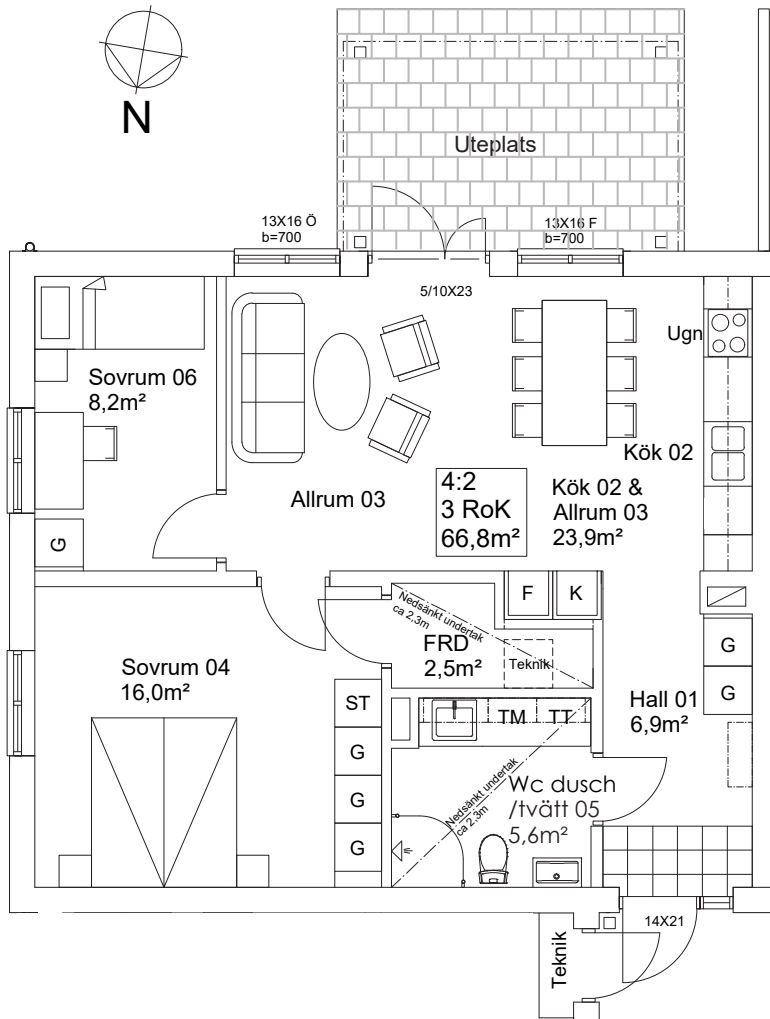 N
Uteplats
13X16 Ö
b=700
13X16 F
b=700
5/10X23
Ugn
Sovrum 06
8,2m²
Kök 02
Allrum 03
4:2
3 RoK
66,8m²
Kök 02 &
Allrum 03
23,9m²
G
F
K
Nedsänkt undertak
ca 2,3m
FRD
2,5m²
Teknik
G
G
Sovrum 04
16,0m²
ST
G
G
G
TM
TT
Hall 01
6,9m²
Nedsänkt undertak
ca 2,3m
Wc dusch
/tvätt 05
5,6m²
14X21
Teknik